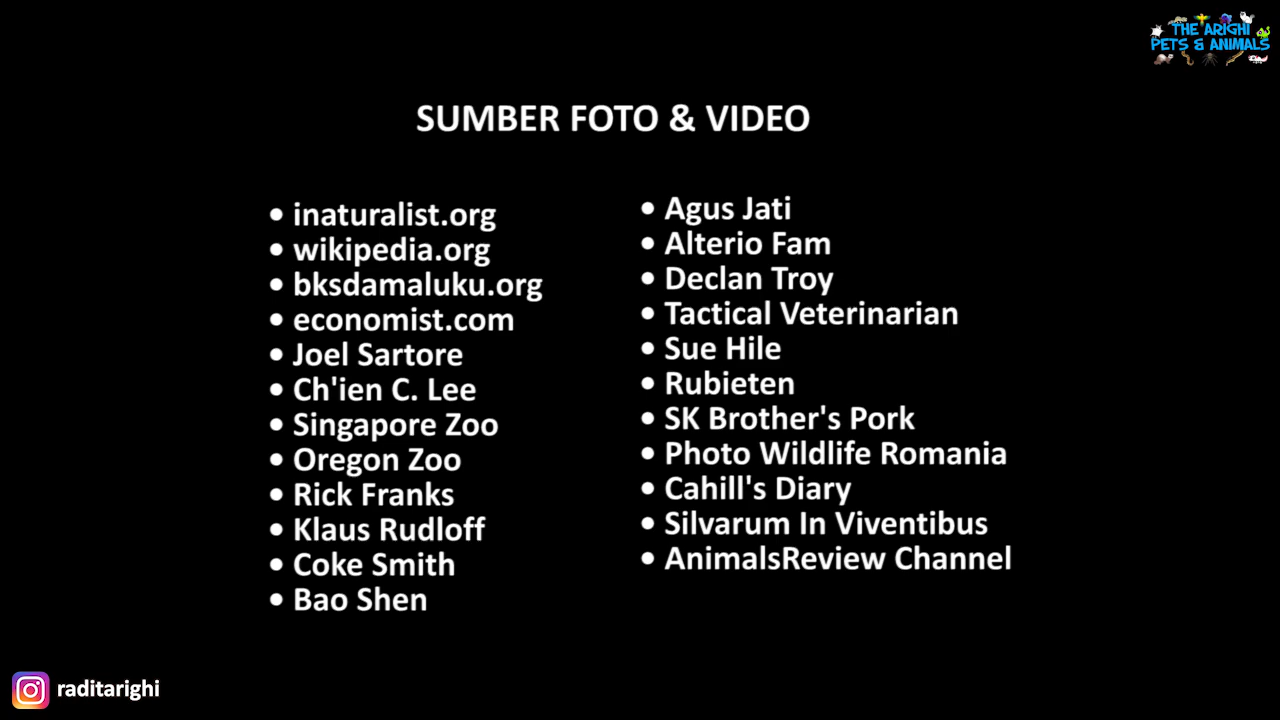 THE ARIGHI
PETS & ANIMALS
SUMBER FOTO & VIDEO
• inaturalist.org
• wikipedia.org
• bksdamaluku.org
• economist.com
• Joel Sartore
• Ch'ien C. Lee
• Singapore Zoo
• Oregon Zoo
• Rick Franks
• Klaus Rudloff
• Coke Smith
• Bao Shen
• Agus Jati
• Alterio Fam
• Declan Troy
• Tactical Veterinarian
• Sue Hile
• Rubieten
• SK Brother's Pork
• Photo Wildlife Romania
• Cahill's Diary
• Silvarum In Viventibus
• AnimalsReview Channel
raditarighi